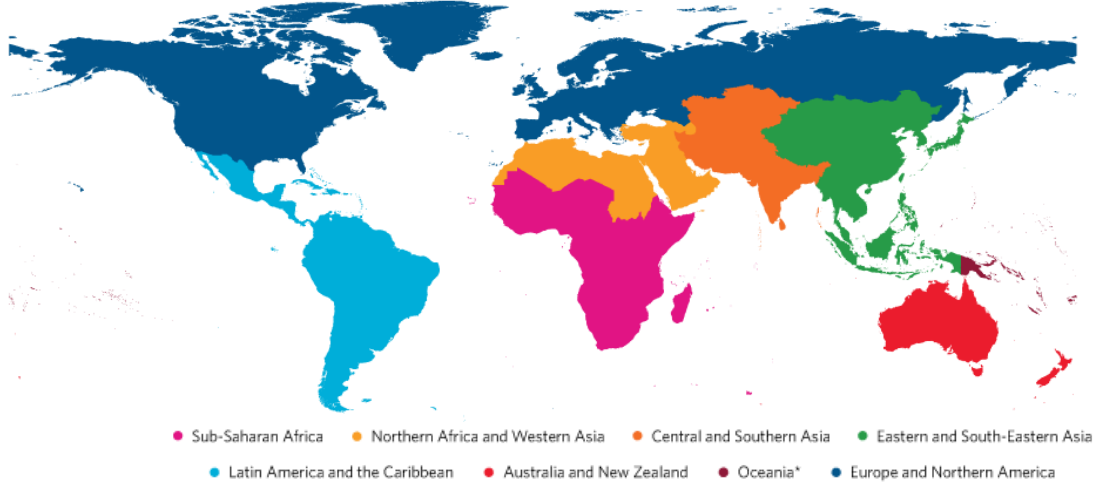 Sub-Saharan Africa Northern Africa and Western Asia Central and Southern Asia Eastern and South-Eastern Asia
Latin America and the Caribbean Australia and New Zealand Oceania* Europe and Northern America